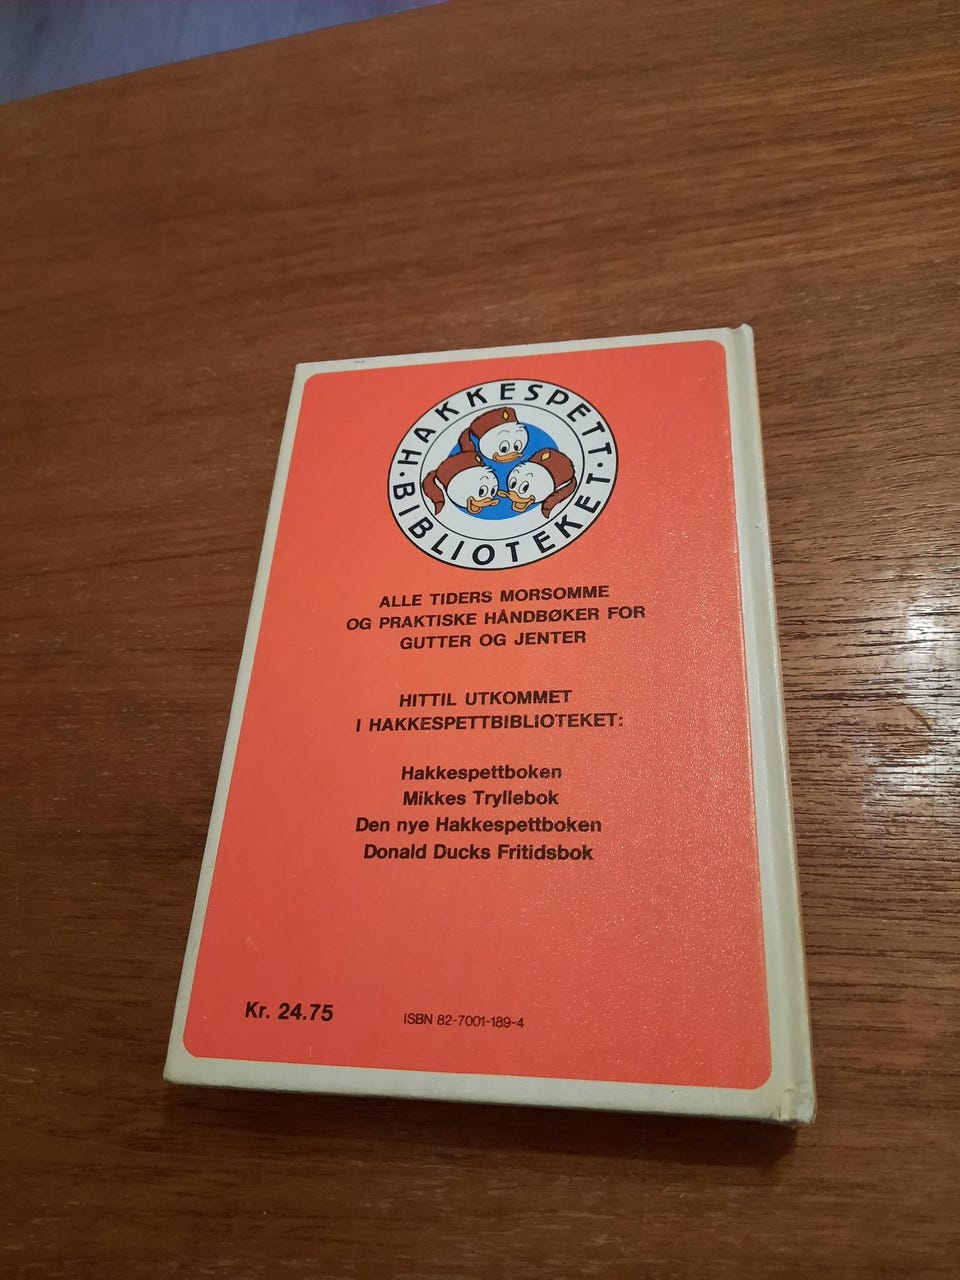 HAKKESPETT
BIBLIOTEKET
ALLE TIDERS MORSOMME
OG PRAKTISKE HÅNDBØKER FOR
GUTTER OG JENTER
HITTIL UTKOMMET
I HAKKESPETTBIBLIOTEKET:
Hakkespettboken
Mikkes Tryllebok
Den nye Hakkespettboken
Donald Ducks Fritidsbok
Kr. 24.75
ISBN 82-7001-189-4